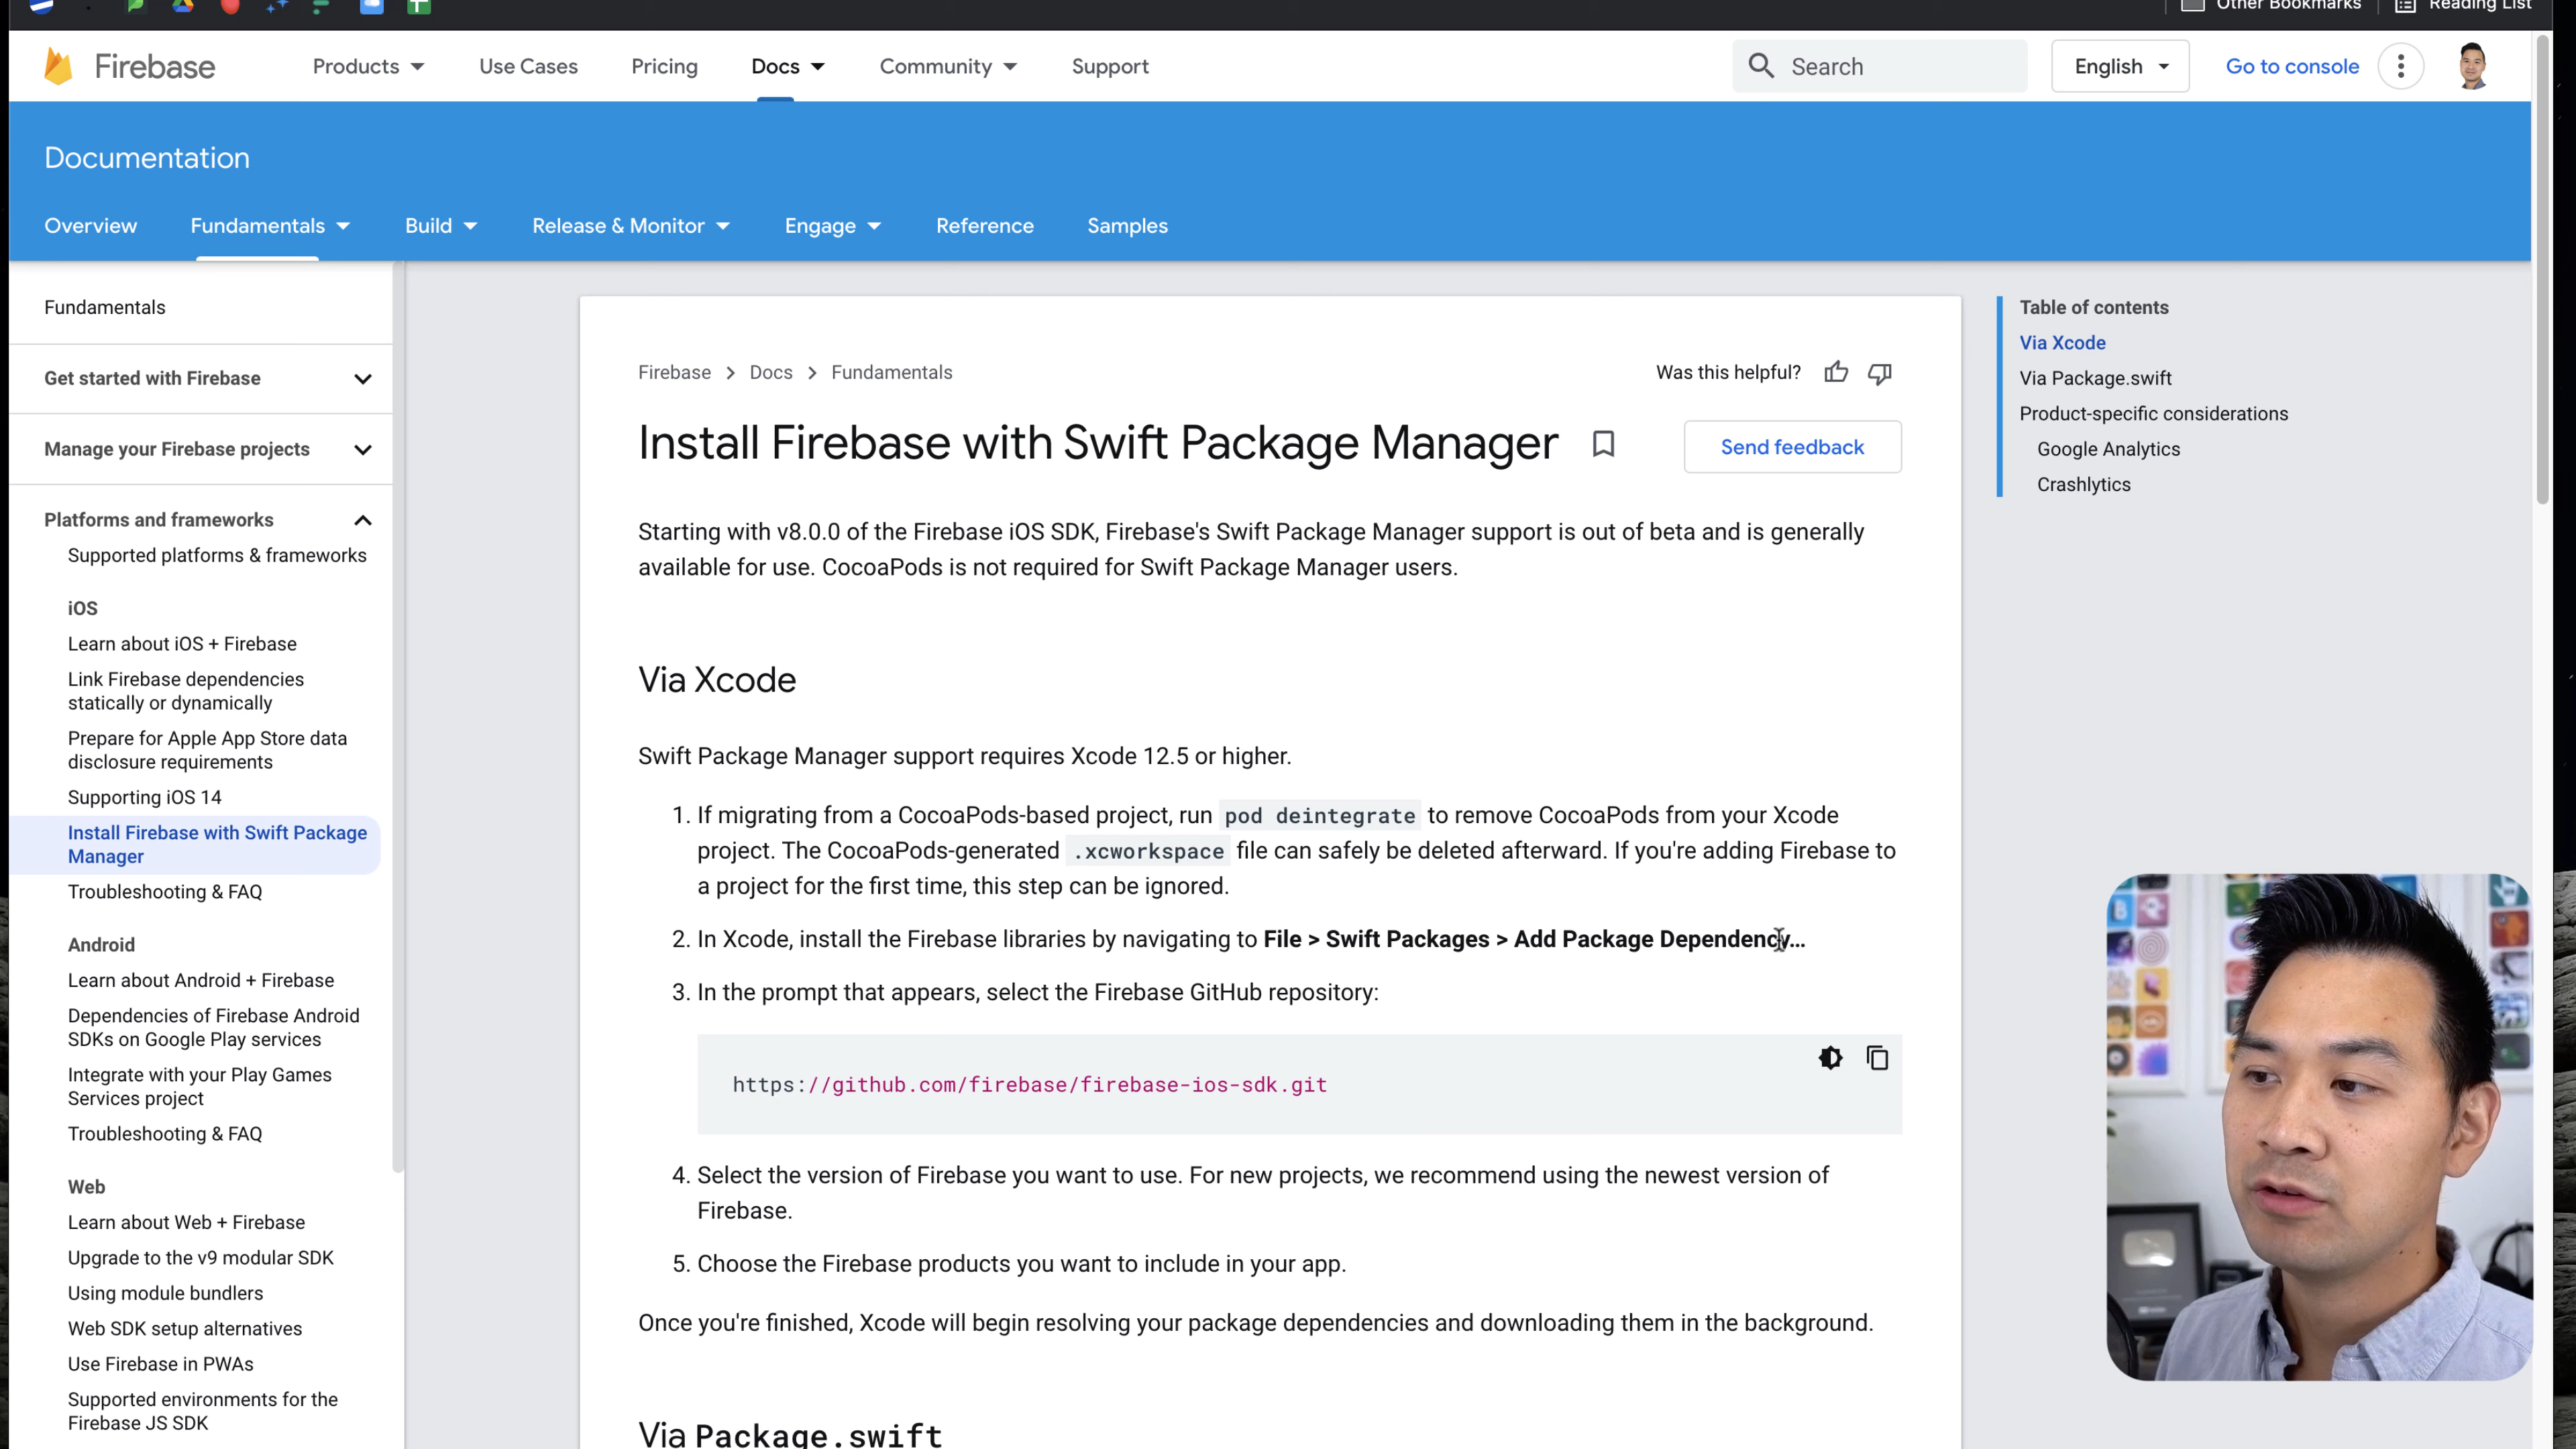 Other Bookmarks
Reading List
Firebase
Products
Use Cases
Pricing
Docs
Community
Support
Search
English
Go to console
Documentation
Overview
Fundamentals
Build
Release & Monitor
Engage
Reference
Samples
Fundamentals
Get started with Firebase
Manage your Firebase projects
Platforms and frameworks
Supported platforms & frameworks
iOS
Learn about iOS + Firebase
Link Firebase dependencies
statically or dynamically
Prepare for Apple App Store data
disclosure requirements
Supporting iOS 14
Install Firebase with Swift Package
Manager
Troubleshooting & FAQ
Android
Learn about Android + Firebase
Dependencies of Firebase Android
SDKs on Google Play services
Integrate with your Play Games
Services project
Troubleshooting & FAQ
Web
Learn about Web + Firebase
Upgrade to the v9 modular SDK
Using module bundlers
Web SDK setup alternatives
Use Firebase in PWAs
Supported environments for the
Firebase JS SDK
Firebase > Docs > Fundamentals
Was this helpful?
Install Firebase with Swift Package Manager
Send feedback
Starting with v8.0.0 of the Firebase iOS SDK, Firebase's Swift Package Manager support is out of beta and is generally
available for use. CocoaPods is not required for Swift Package Manager users.
Via Xcode
Swift Package Manager support requires Xcode 12.5 or higher.
1. If migrating from a CocoaPods-based project, run pod deintegrate to remove CocoaPods from your Xcode
project. The CocoaPods-generated .xcworkspace file can safely be deleted afterward. If you're adding Firebase to
a project for the first time, this step can be ignored.
2. In Xcode, install the Firebase libraries by navigating to File > Swift Packages > Add Package Dependency…
3. In the prompt that appears, select the Firebase GitHub repository:
https://github.com/firebase/firebase-ios-sdk.git
4. Select the version of Firebase you want to use. For new projects, we recommend using the newest version of
Firebase.
5. Choose the Firebase products you want to include in your app.
Once you're finished, Xcode will begin resolving your package dependencies and downloading them in the background.
Via Package.swift
Table of contents
Via Xcode
Via Package.swift
Product-specific considerations
Google Analytics
Crashlytics